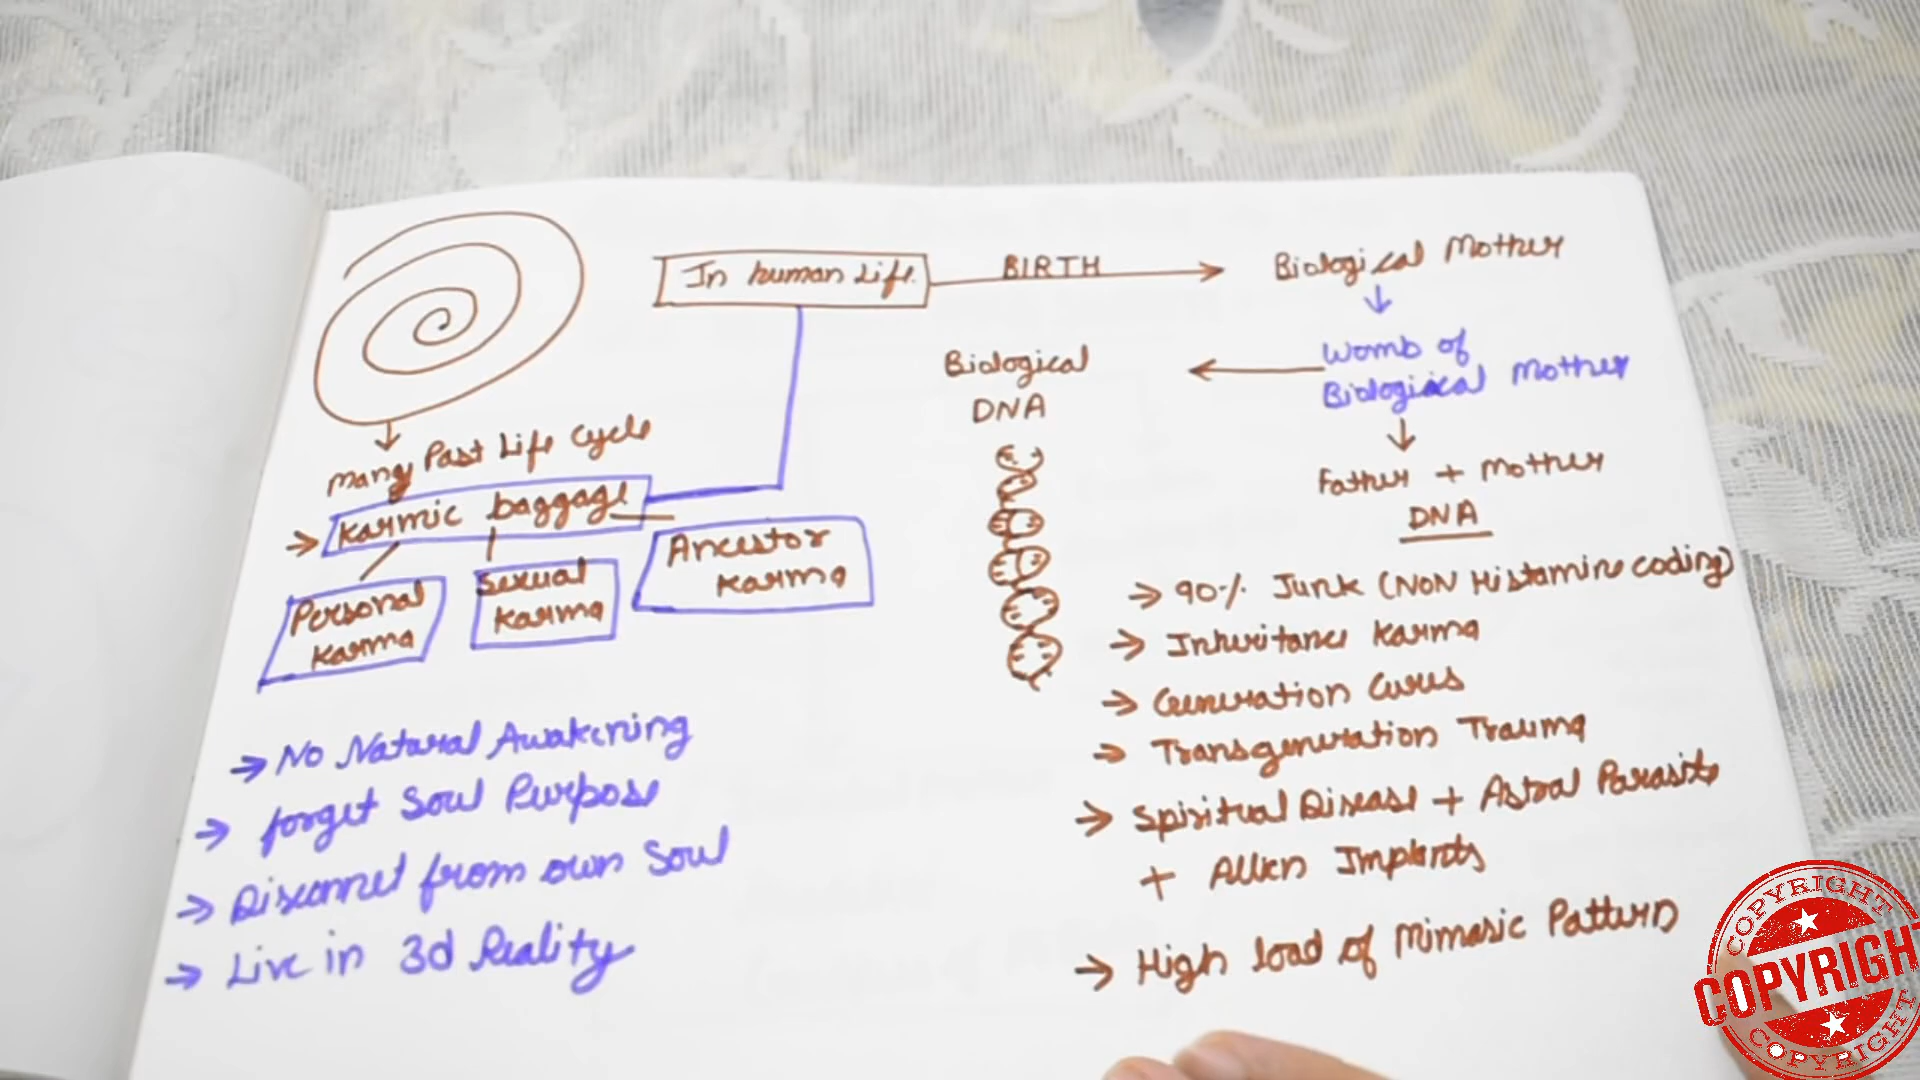 In human Life
BIRTH
Biological Mother
Womb of
Biological Mother
Biological
DNA
Father + Mother
DNA
Many Past Life Cycle
Karmic baggage
Personal
Karma
Sexual
Karma
Ancestor
Karma
→ No Natural Awakening
→ forget Soul Purpose
→ Disconnet from own Soul
→ Live in 3d Reality
→ 90% Junk (NON Histamine coding)
→ Inheritance Karma
→ Generation Curses
→ Transgeneration Trauma
→ Spiritual Disease + Astral Parasite
+ Alien Implants
→ High load of Mimasic Pattern
COPYRIGHT
COPYRIGH
COPYRIGHT